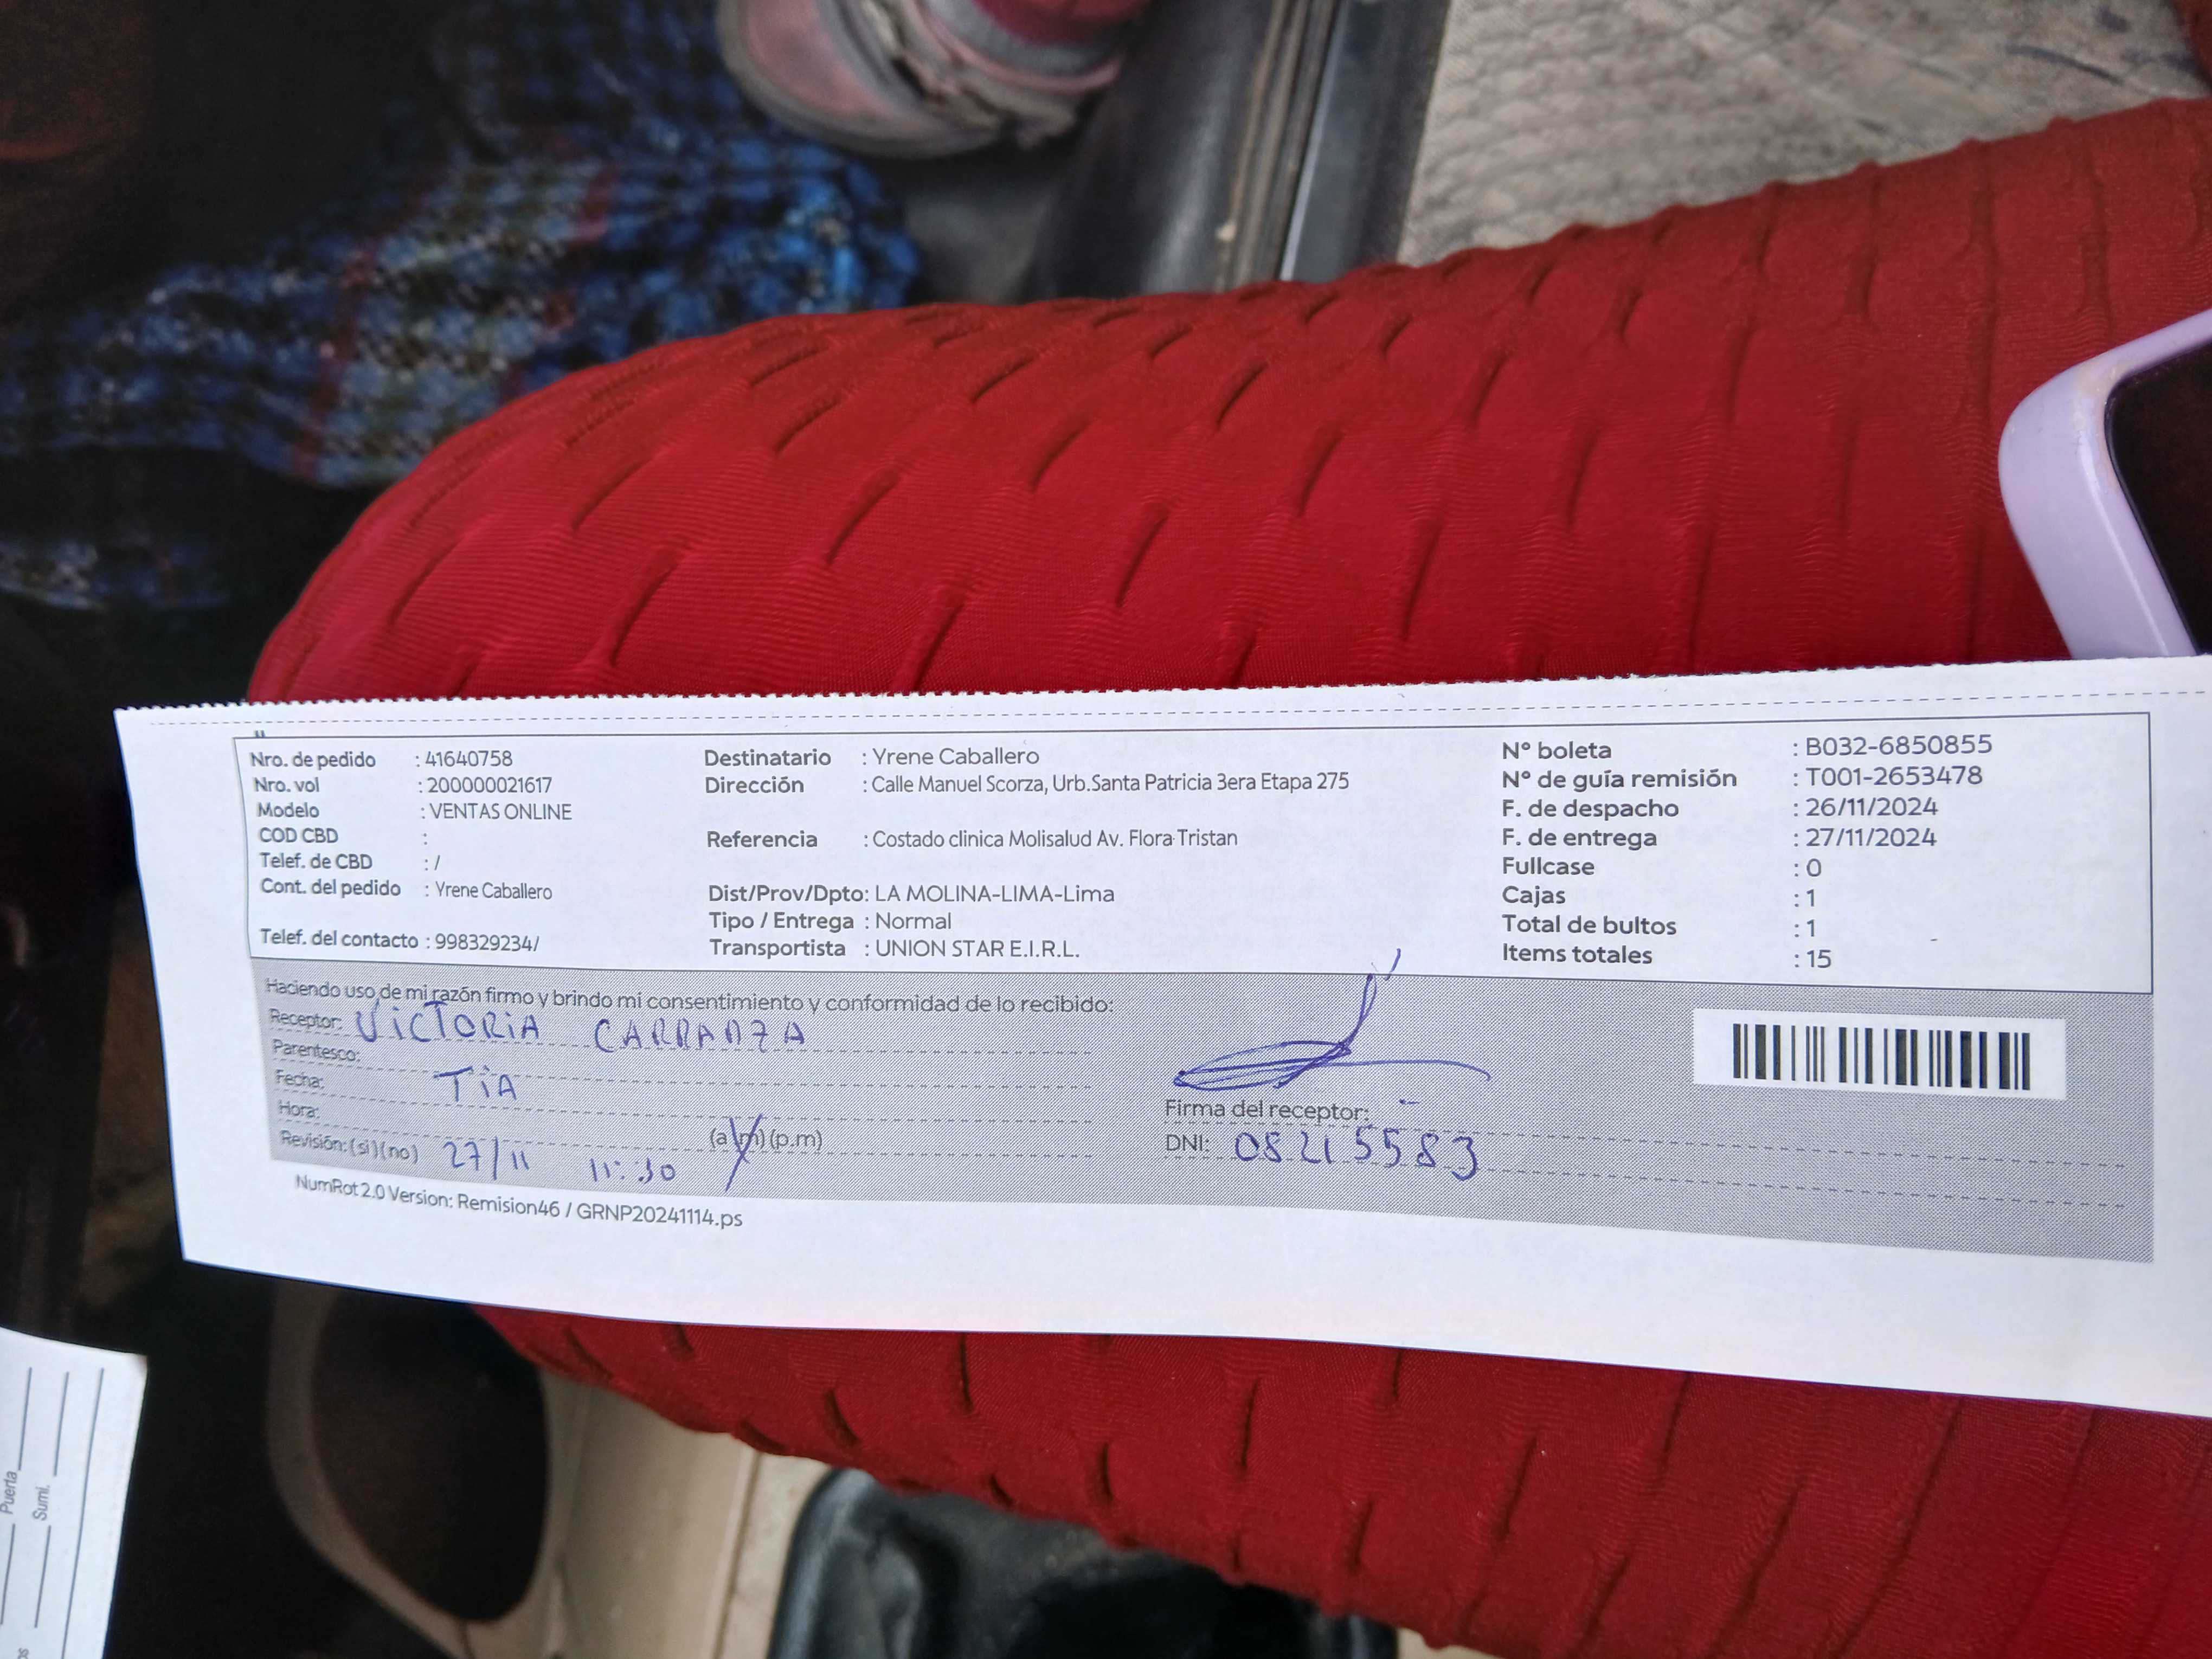 Nro. de pedido : 41640758
Nro. vol : 200000021617
Modelo : VENTAS ONLINE
COD CBD :
Telef. de CBD : /
Cont. del pedido : Yrene Caballero
Telef. del contacto : 998329234/
Destinatario : Yrene Caballero
Dirección : Calle Manuel Scorza, Urb.Santa Patricia 3era Etapa 275
Referencia : Costado clinica Molisalud Av. Flora Tristan
Dist/Prov/Dpto: LA MOLINA-LIMA-Lima
Tipo / Entrega : Normal
Transportista : UNION STAR E.I.R.L.
N° boleta : B032-6850855
N° de guía remisión : T001-2653478
F. de despacho : 26/11/2024
F. de entrega : 27/11/2024
Fullcase : 0
Cajas : 1
Total de bultos : 1
Items totales : 15
Haciendo uso de mi razón firmo y brindo mi consentimiento y conformidad de lo recibido:
Receptor: VICTORIA CARRANZA
Parentesco:
Fecha: TIA
Hora: (a.m) (p.m)
Revisión: (si) (no) 27/11 11:30
Firma del receptor:
DNI: 08215583
NumRot 2.0 Version: Remision46 / GRNP20241114.ps
Puerta
Sumi.